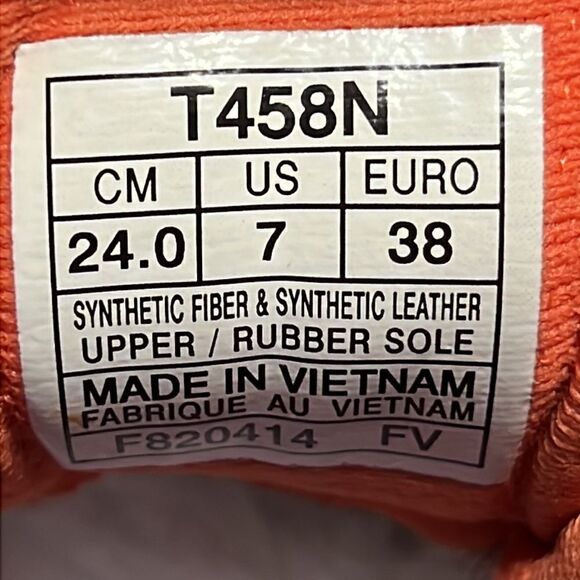 T458N
CM US EURO
24.0 7 38
SYNTHETIC FIBER & SYNTHETIC LEATHER
UPPER / RUBBER SOLE
MADE IN VIETNAM
FABRIQUE AU VIETNAM
F820414 FV